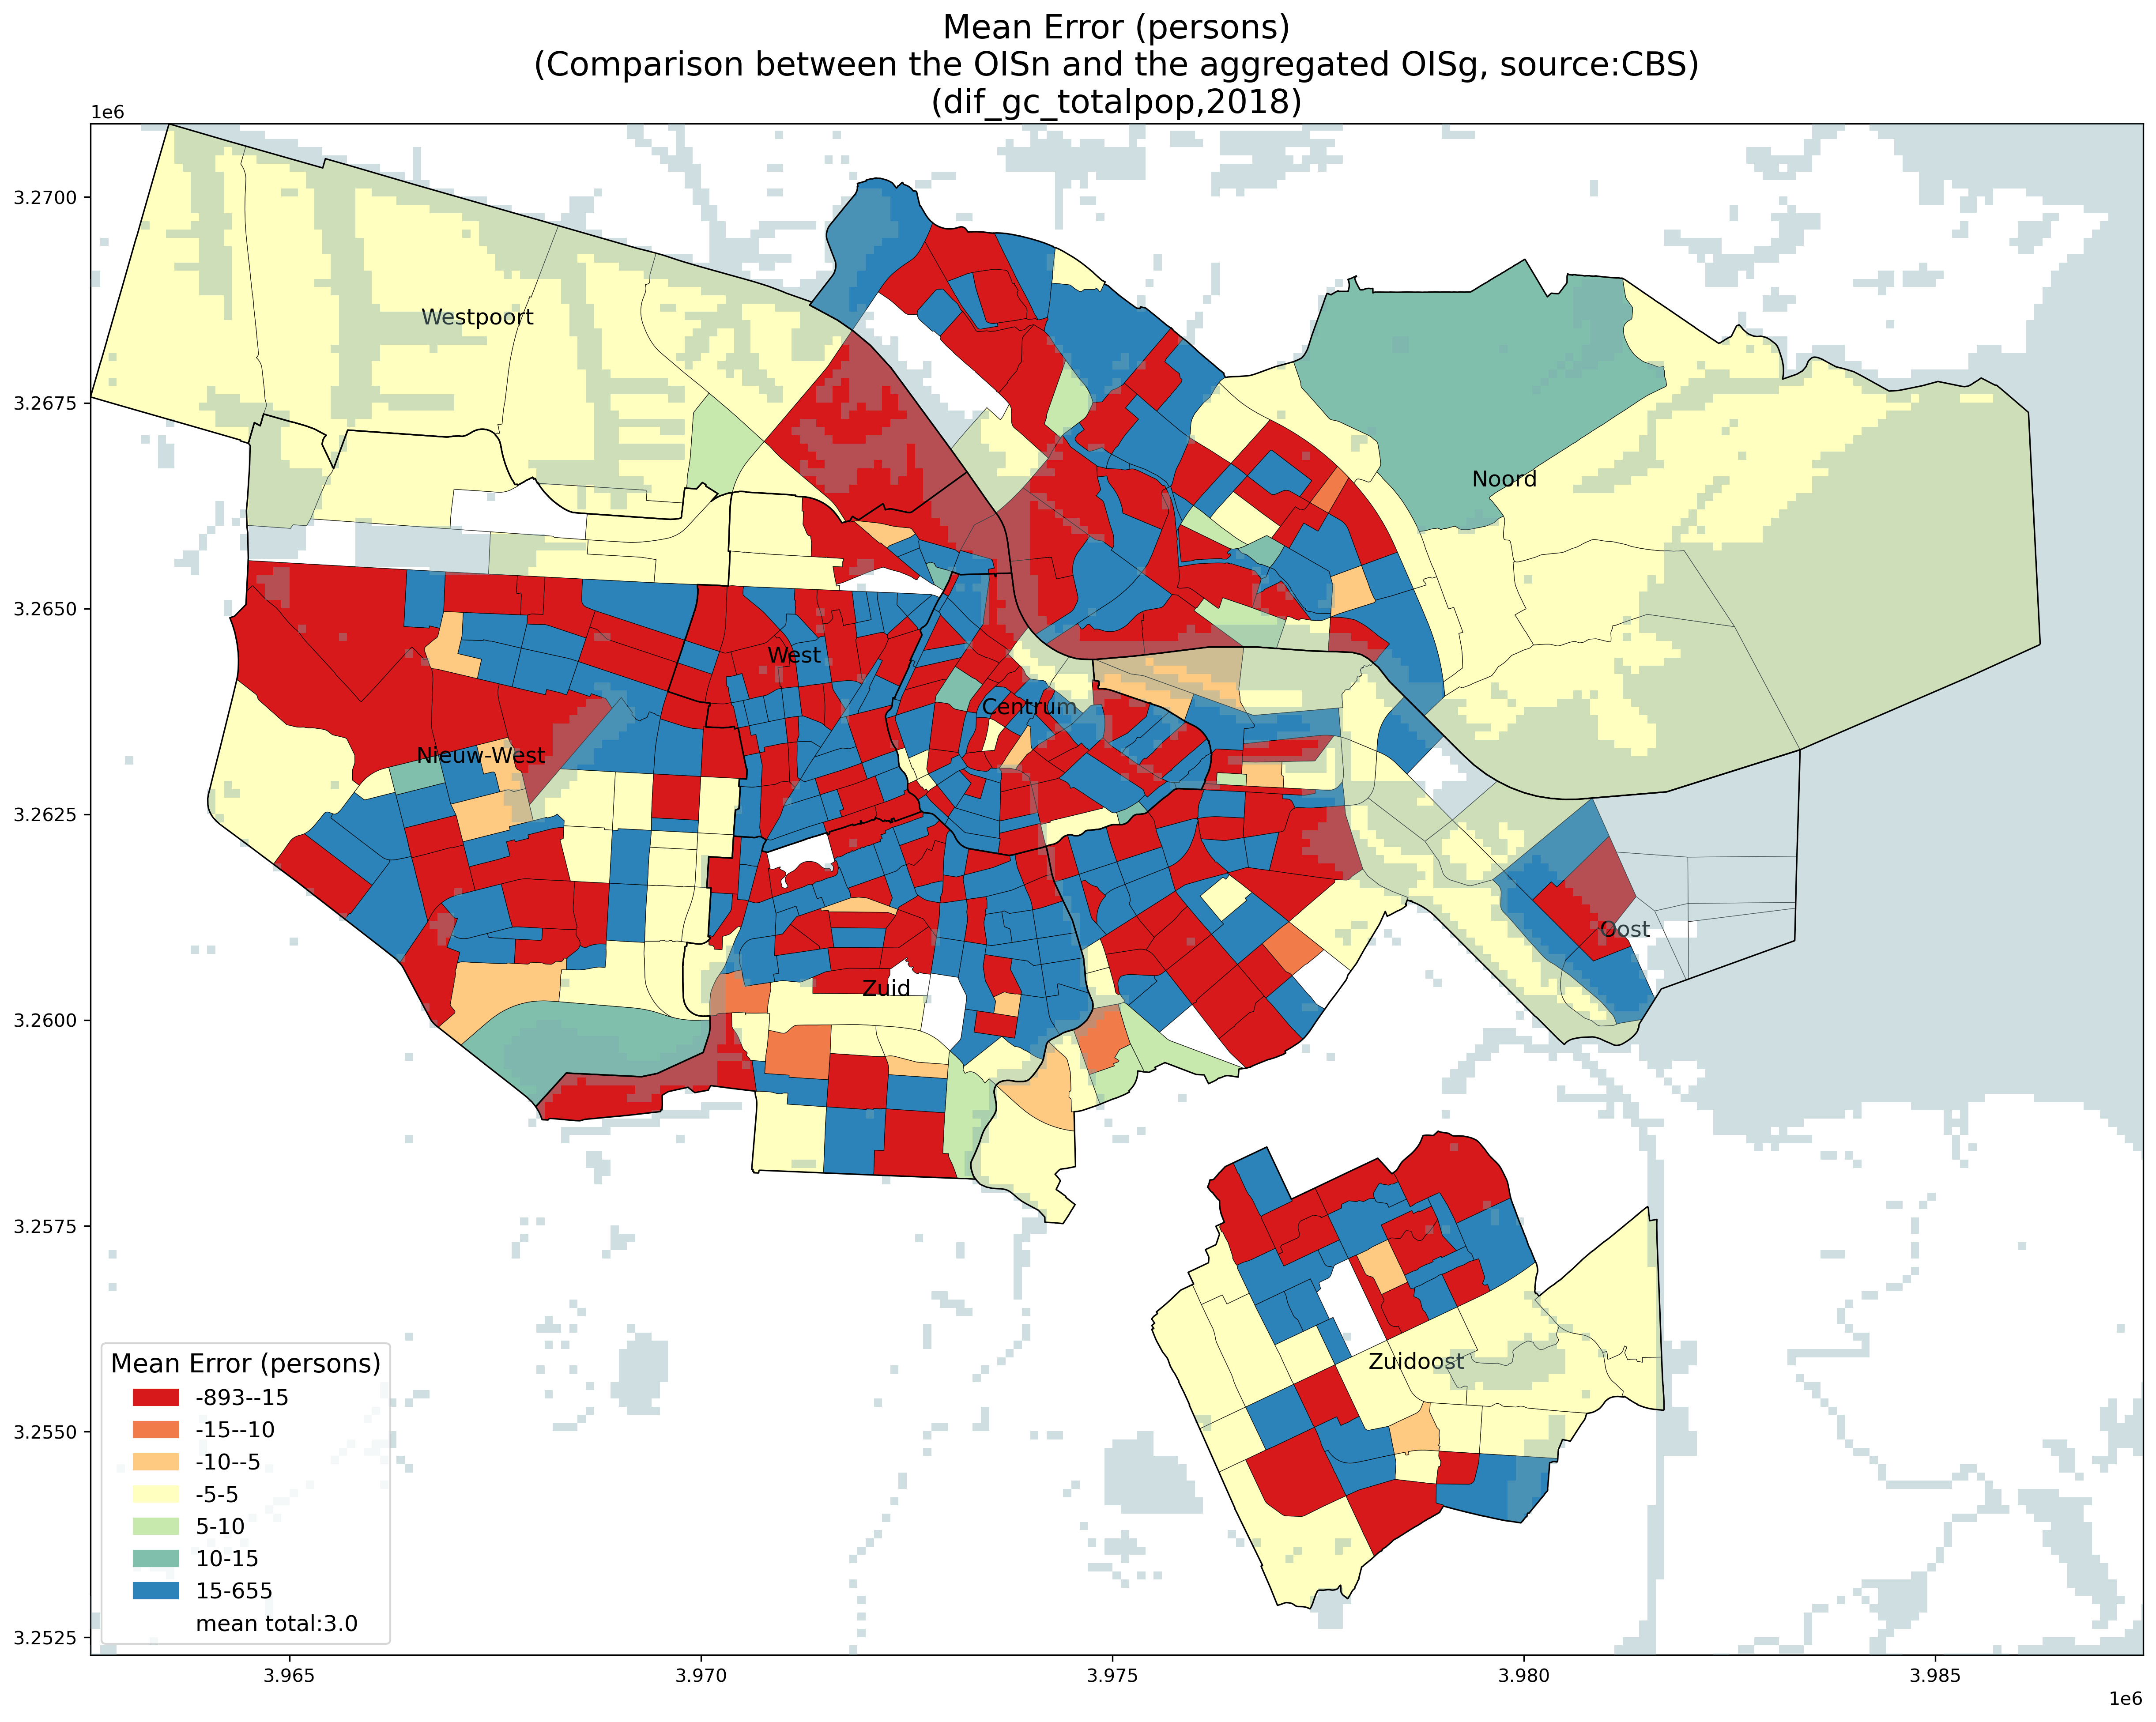 Mean Error (persons)
(Comparison between the OISn and the aggregated OISg, source:CBS)
(dif_gc_totalpop,2018)
1e6
3.2700
3.2675
3.2650
3.2625
3.2600
3.2575
3.2550
3.2525
Westpoort
Noord
West
Centrum
Nieuw-West
Oost
Zuid
Zuidoost
Mean Error (persons)
-893--15
-15--10
-10--5
-5-5
5-10
10-15
15-655
mean total:3.0
3.965
3.970
3.975
3.980
3.985
1e6